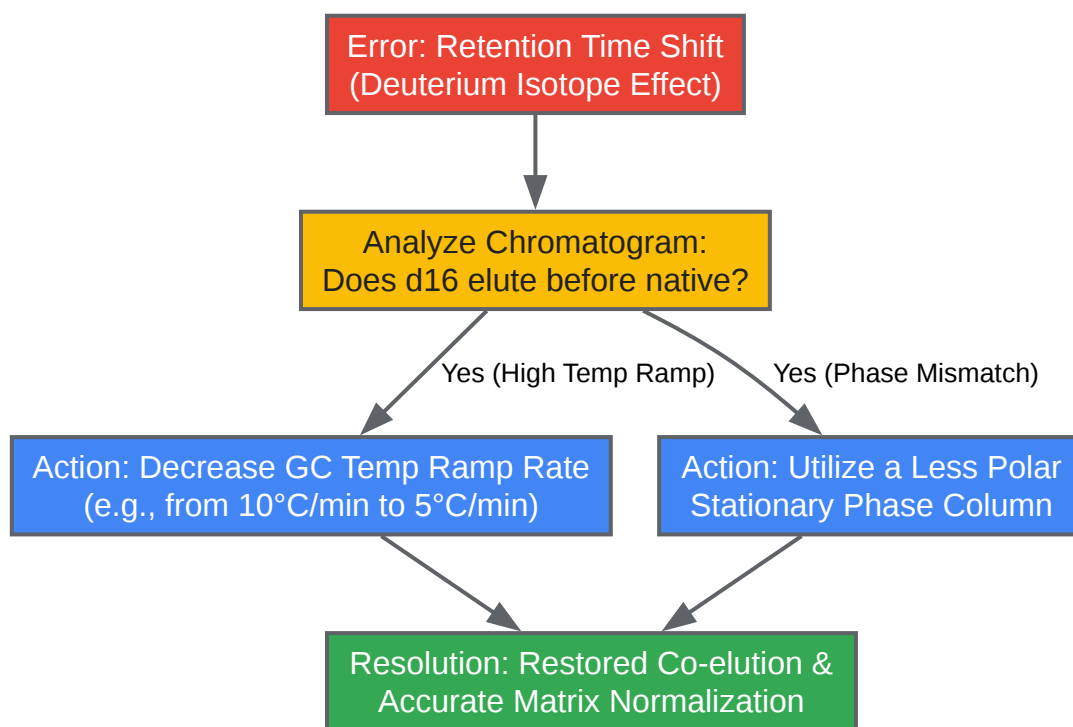 Error: Retention Time Shift
(Deuterium Isotope Effect)
Analyze Chromatogram:
Does d16 elute before native?
Yes (High Temp Ramp)
Yes (Phase Mismatch)
Action: Decrease GC Temp Ramp Rate
(e.g., from 10°C/min to 5°C/min)
Action: Utilize a Less Polar
Stationary Phase Column
Resolution: Restored Co-elution &
Accurate Matrix Normalization